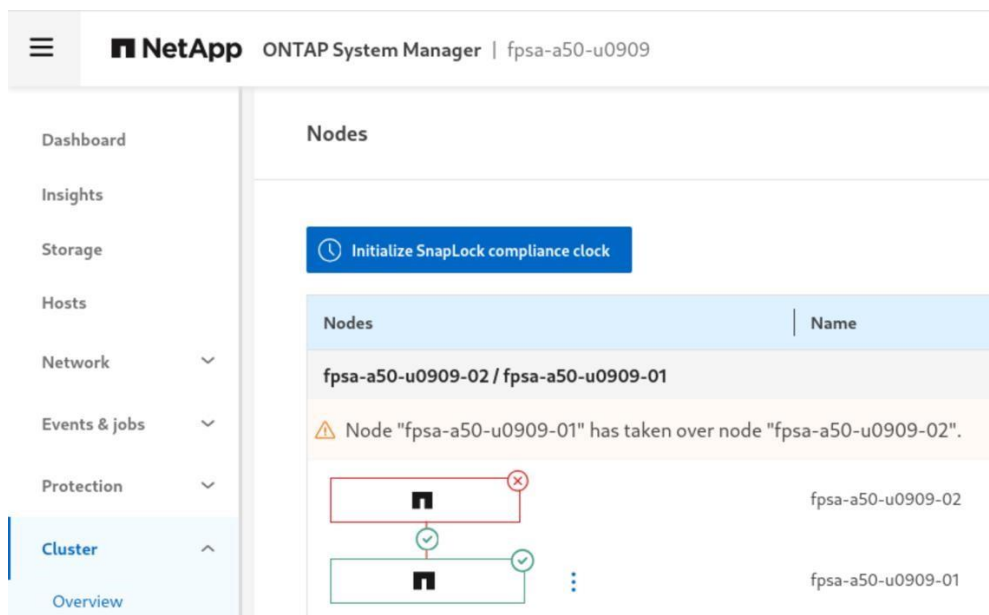 NetApp ONTAP System Manager | fpsa-a50-u0909
Dashboard
Insights
Storage
Hosts
Network
Events & jobs
Protection
Cluster
Overview
Nodes
Initialize SnapLock compliance clock
Nodes Name
fpsa-a50-u0909-02 / fpsa-a50-u0909-01
Node "fpsa-a50-u0909-01" has taken over node "fpsa-a50-u0909-02".
fpsa-a50-u0909-02
fpsa-a50-u0909-01